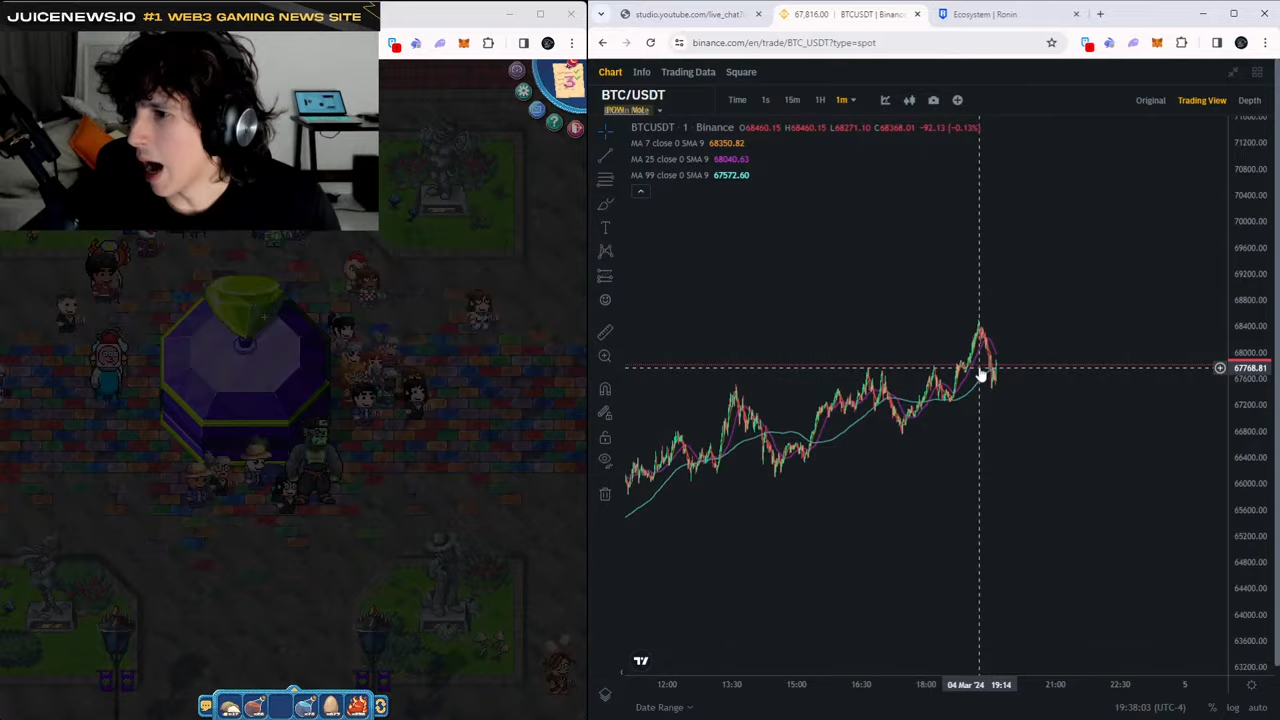 JUICENEWS.IO #1 WEB3 GAMING NEWS SITE
studio.youtube.com/live_chat?
67,816.00 | BTCUSDT | Binance
Ecosystem | Ronin
binance.com/en/trade/BTC_USDT?type=spot
Chart Info Trading Data Square
BTC/USDT
Time 1s 15m 1H 1m
Original Trading View Depth
BTCUSDT · 1 · Binance O68460.15 H68460.15 L68271.10 C68368.01 -92.13 (-0.13%)
MA 7 close 0 SMA 9 68350.82
MA 25 close 0 SMA 9 68040.63
MA 99 close 0 SMA 9 67572.60
3
70800.00
70400.00
70000.00
69600.00
69200.00
68800.00
68400.00
68000.00
67768.81
67600.00
67200.00
66800.00
66400.00
66000.00
65600.00
65200.00
64800.00
64400.00
64000.00
63600.00
63200.00
12:00 13:30 15:00 16:30 18:00 04 Mar '24 19:14 21:00 22:30 5
Date Range
19:38:03 (UTC-4) % log auto